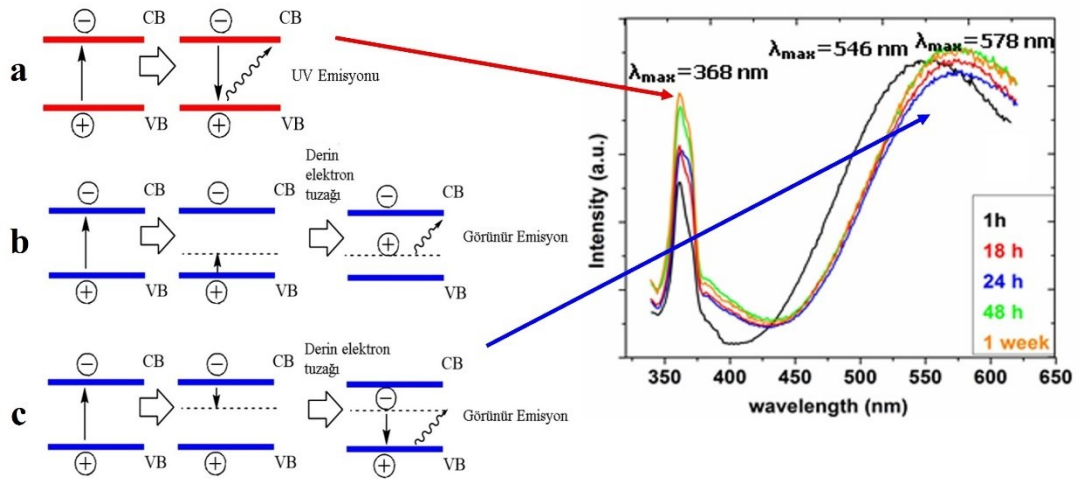 a
CB
CB
UV Emisyonu
VB
VB
b
CB
CB
Derin
elektron
tuzağı
CB
Görünür Emisyon
VB
VB
VB
c
CB
CB
Derin elektron
tuzağı
CB
Görünür Emisyon
VB
VB
VB
λmax=368 nm
λmax=546 nm
λmax=578 nm
Intensity (a.u.)
1h
18 h
24 h
48 h
1 week
350 400 450 500 550 600 650
wavelength (nm)